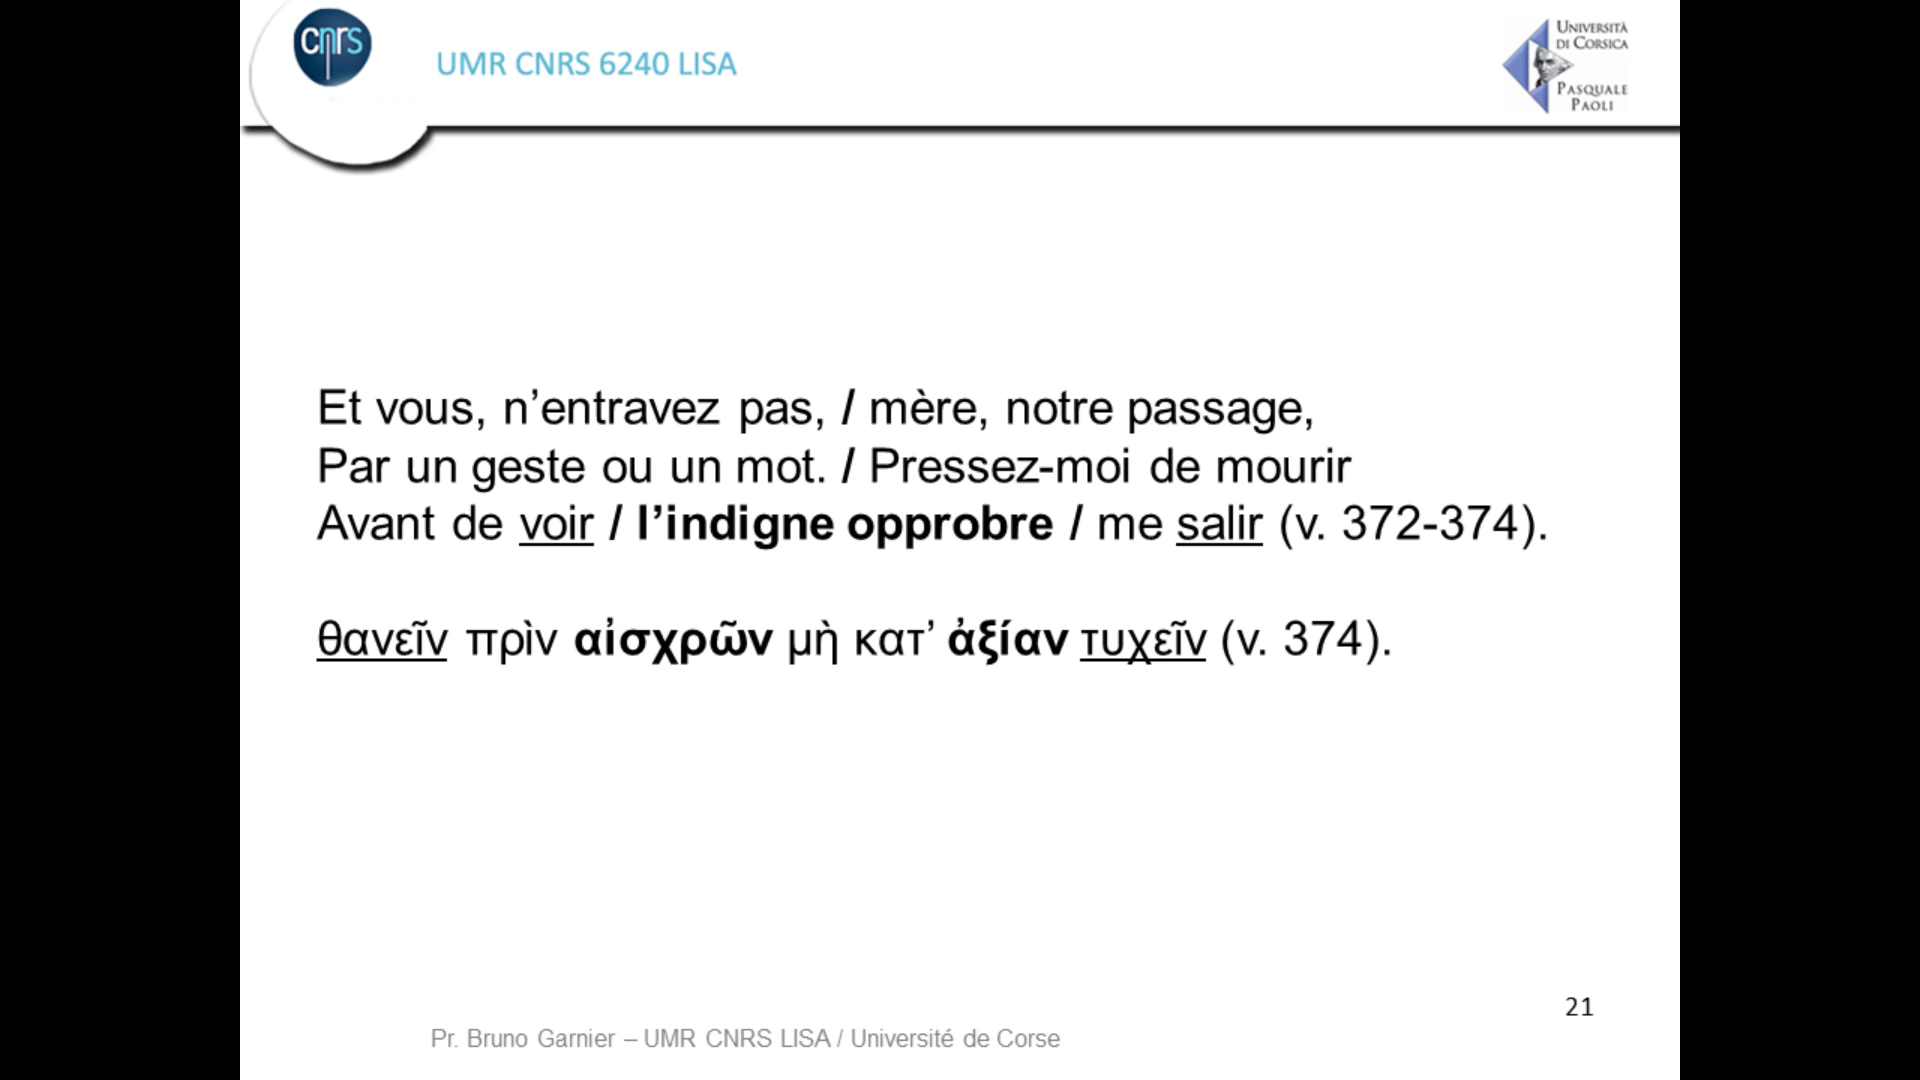 cnrs
UMR CNRS 6240 LISA
UNIVERSITÀ
DI CORSICA
PASQUALE
PAOLI
Et vous, n’entravez pas, / mère, notre passage,
Par un geste ou un mot. / Pressez-moi de mourir
Avant de voir / l’indigne opprobre / me salir (v. 372-374).
θανεῖν πρὶν αἰσχρῶν μὴ κατ’ ἀξίαν τυχεῖν (v. 374).
21
Pr. Bruno Garnier – UMR CNRS LISA / Université de Corse